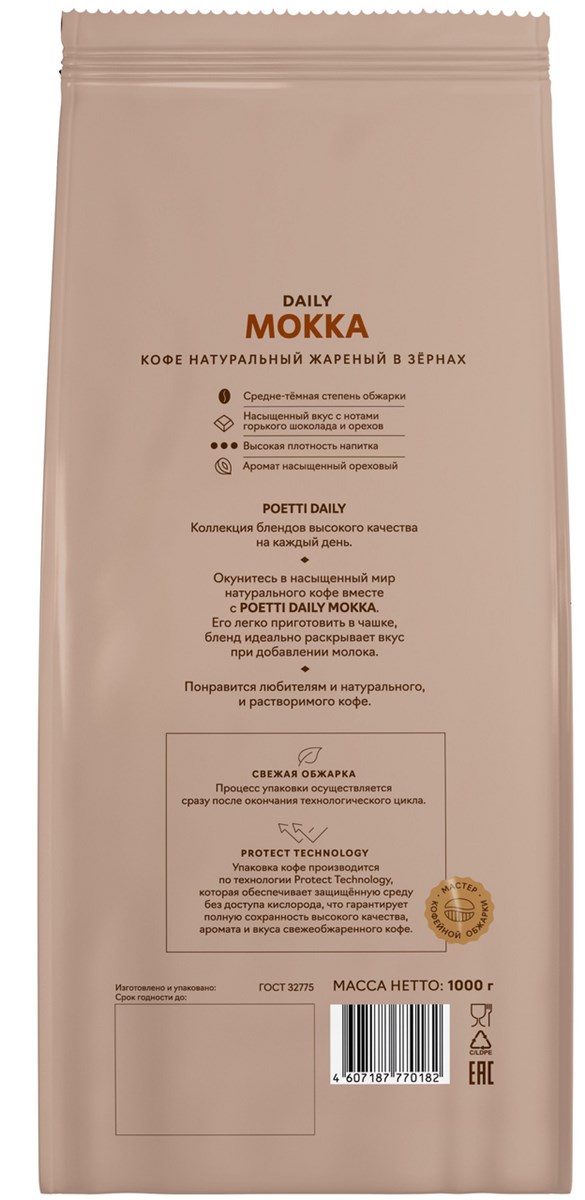 DAILY
МОККА
КОФЕ НАТУРАЛЬНЫЙ ЖАРЕНЫЙ В ЗЁРНАХ
Средне-тёмная степень обжарки
Насыщенный вкус с нотами
горького шоколада и орехов
Высокая плотность напитка
Аромат насыщенный ореховый
POETTI DAILY
Коллекция блендов высокого качества
на каждый день.
Окунитесь в насыщенный мир
натурального кофе вместе
с POETTI DAILY МОККА.
Его легко приготовить в чашке,
бленд идеально раскрывает вкус
при добавлении молока.
Понравится любителям и натурального,
и растворимого кофе.
СВЕЖАЯ ОБЖАРКА
Процесс упаковки осуществляется
сразу после окончания технологического цикла.
PROTECT TECHNOLOGY
Упаковка кофе производится
по технологии Protect Technology,
которая обеспечивает защищённую среду
без доступа кислорода, что гарантирует
полную сохранность высокого качества,
аромата и вкуса свежеобжаренного кофе.
МАСТЕР
КОФЕЙНОЙ ОБЖАРКИ
Изготовлено и упаковано:
Срок годности до:
ГОСТ 32775
МАССА НЕТТО: 1000 г
4 607187 770182
C/LDPE
EAC